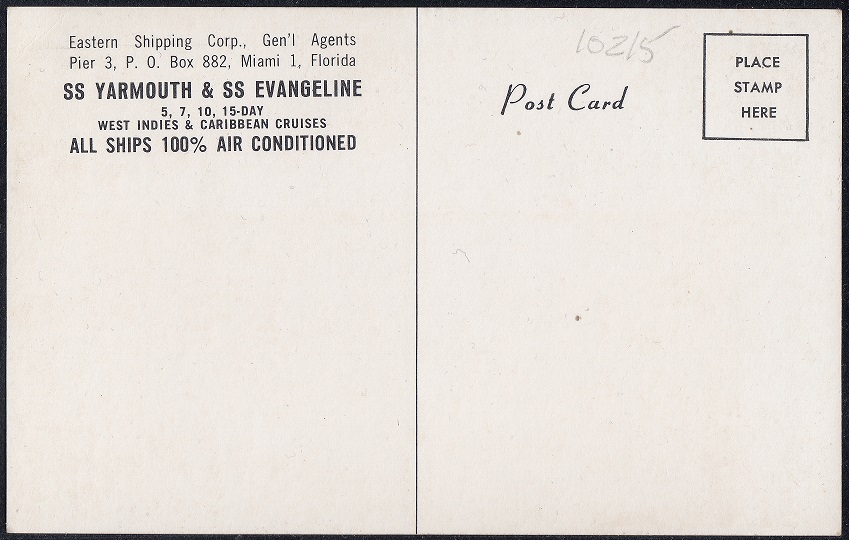 Eastern Shipping Corp., Gen'l Agents
Pier 3, P. O. Box 882, Miami 1, Florida
SS YARMOUTH & SS EVANGELINE
5, 7, 10, 15-DAY
WEST INDIES & CARIBBEAN CRUISES
ALL SHIPS 100% AIR CONDITIONED
10215
Post Card
PLACE
STAMP
HERE